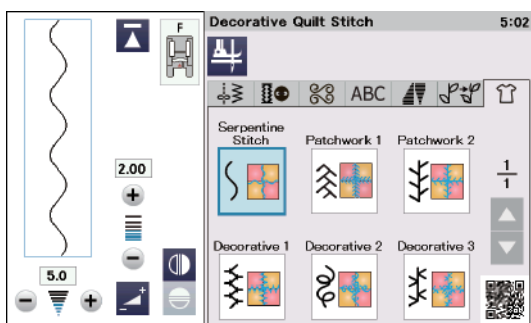 F
2.00
5.0
Decorative Quilt Stitch 5:02
ABC
Serpentine
Stitch
Patchwork 1
Patchwork 2
1
1
Decorative 1
Decorative 2
Decorative 3